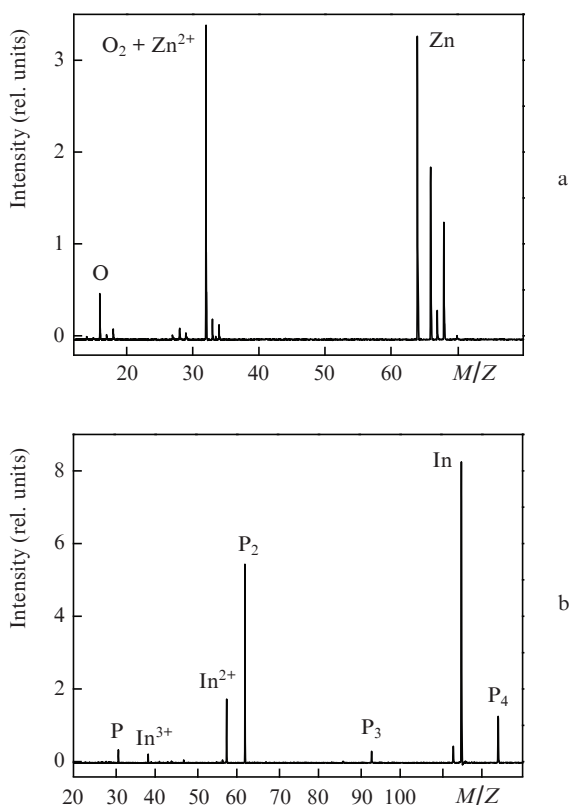 Intensity (rel. units)
3
2
1
0
O₂ + Zn²⁺
Zn
O
a
20
30
40
50
60
M/Z
Intensity (rel. units)
8
6
4
2
0
In
P₂
In²⁺
P
In³⁺
P₃
P₄
b
20
30
40
50
60
70
80
90
100
M/Z